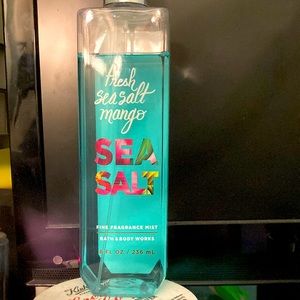 fresh
sea salt
mango
SEA
SALT
FINE FRAGRANCE MIST
BATH & BODY WORKS
8 FL OZ / 236 mL